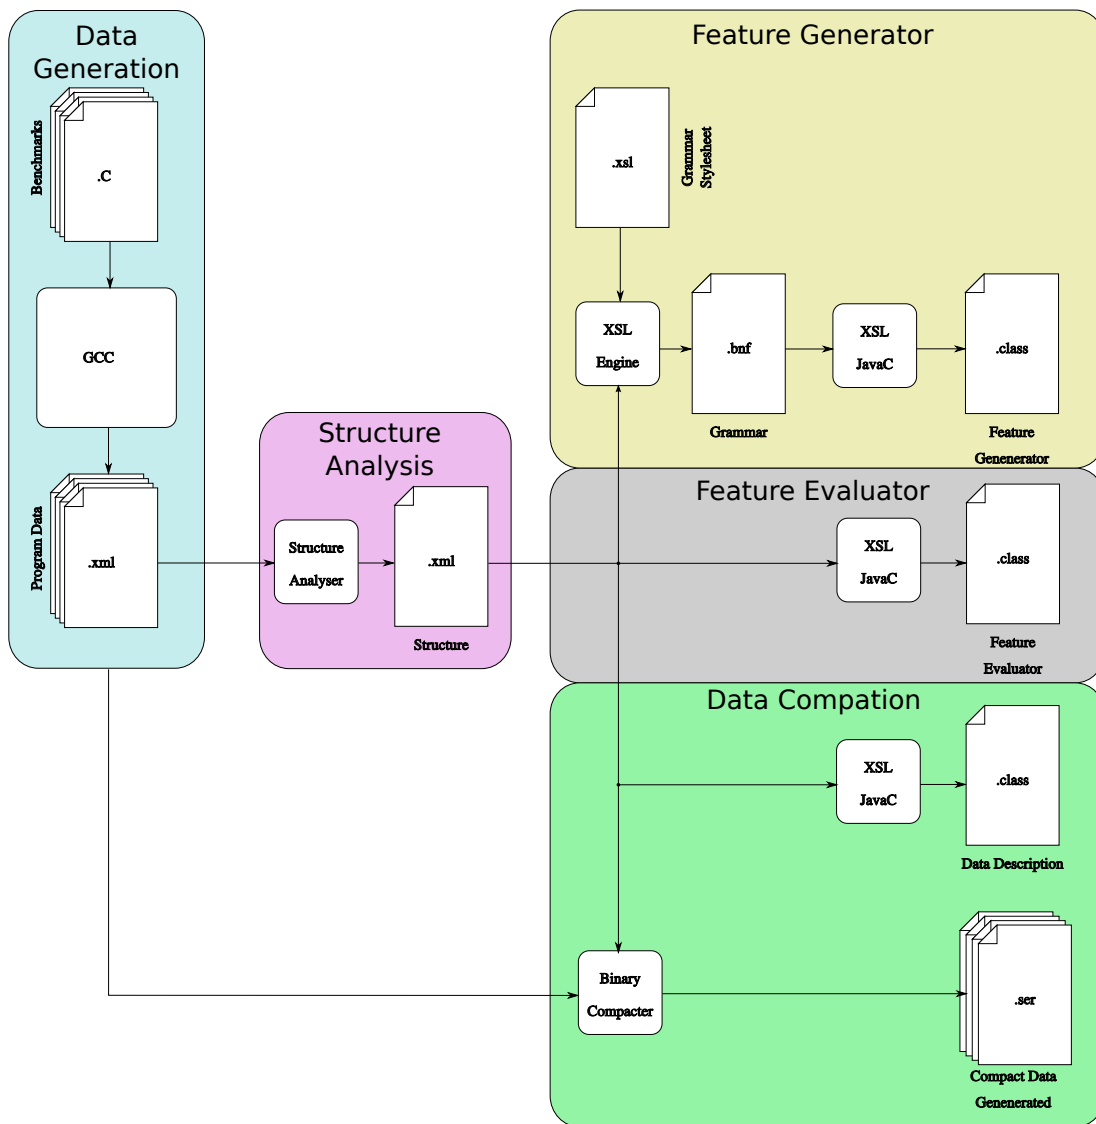 Data
Generation
Benchmarks
.C
GCC
Program Data
.xml
Structure
Analysis
Structure
Analyser
.xml
Structure
Feature Generator
.xsl
Grammar
Stylesheet
XSL
Engine
.bnf
Grammar
XSL
JavaC
.class
Feature
Genenerator
Feature Evaluator
XSL
JavaC
.class
Feature
Evaluator
Data Compation
XSL
JavaC
.class
Data Description
Binary
Compacter
.ser
Compact Data
Genenerated